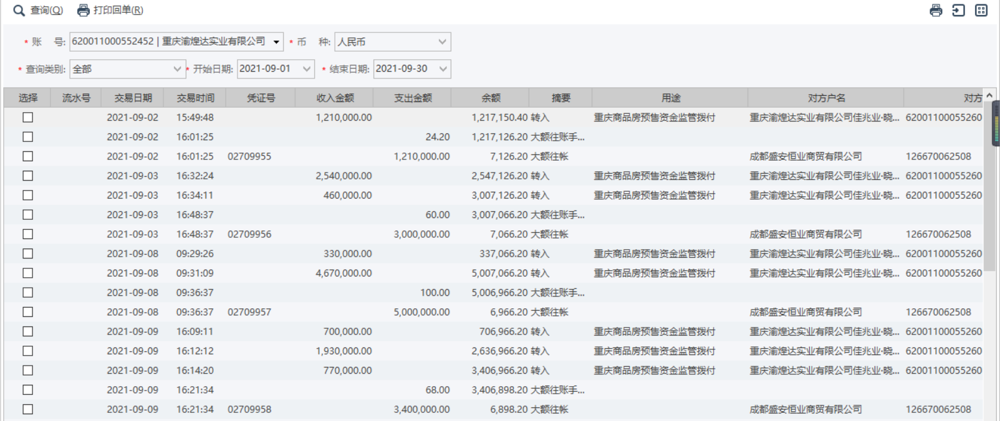 查询(Q) 打印回单(R)
* 账 号: 620011000552452 | 重庆渝煌达实业有限公司 * 币 种: 人民币
* 查询类别: 全部 * 开始日期: 2021-09-01 * 结束日期: 2021-09-30
选择 流水号 交易日期 交易时间 凭证号 收入金额 支出金额 余额 摘要 用途 对方户名 对方
2021-09-02 15:49:48 1,210,000.00 1,217,150.40 转入 重庆商品房预售资金监管拨付 重庆渝煌达实业有限公司佳兆业·晓... 62001100055260
2021-09-02 16:01:25 24.20 1,217,126.20 大额往账手...
2021-09-02 16:01:25 02709955 1,210,000.00 7,126.20 大额往帐 成都盛安恒业商贸有限公司 126670062508
2021-09-03 16:32:24 2,540,000.00 2,547,126.20 转入 重庆商品房预售资金监管拨付 重庆渝煌达实业有限公司佳兆业·晓... 62001100055260
2021-09-03 16:34:11 460,000.00 3,007,126.20 转入 重庆商品房预售资金监管拨付 重庆渝煌达实业有限公司佳兆业·晓... 62001100055260
2021-09-03 16:48:37 60.00 3,007,066.20 大额往账手...
2021-09-03 16:48:37 02709956 3,000,000.00 7,066.20 大额往帐 成都盛安恒业商贸有限公司 126670062508
2021-09-08 09:29:26 330,000.00 337,066.20 转入 重庆商品房预售资金监管拨付 重庆渝煌达实业有限公司佳兆业·晓... 62001100055260
2021-09-08 09:31:09 4,670,000.00 5,007,066.20 转入 重庆商品房预售资金监管拨付 重庆渝煌达实业有限公司佳兆业·晓... 62001100055260
2021-09-08 09:36:37 100.00 5,006,966.20 大额往账手...
2021-09-08 09:36:37 02709957 5,000,000.00 6,966.20 大额往帐 成都盛安恒业商贸有限公司 126670062508
2021-09-09 16:09:11 700,000.00 706,966.20 转入 重庆商品房预售资金监管拨付 重庆渝煌达实业有限公司佳兆业·晓... 62001100055260
2021-09-09 16:12:12 1,930,000.00 2,636,966.20 转入 重庆商品房预售资金监管拨付 重庆渝煌达实业有限公司佳兆业·晓... 62001100055260
2021-09-09 16:14:20 770,000.00 3,406,966.20 转入 重庆商品房预售资金监管拨付 重庆渝煌达实业有限公司佳兆业·晓... 62001100055260
2021-09-09 16:21:34 68.00 3,406,898.20 大额往账手...
2021-09-09 16:21:34 02709958 3,400,000.00 6,898.20 大额往帐 成都盛安恒业商贸有限公司 126670062508